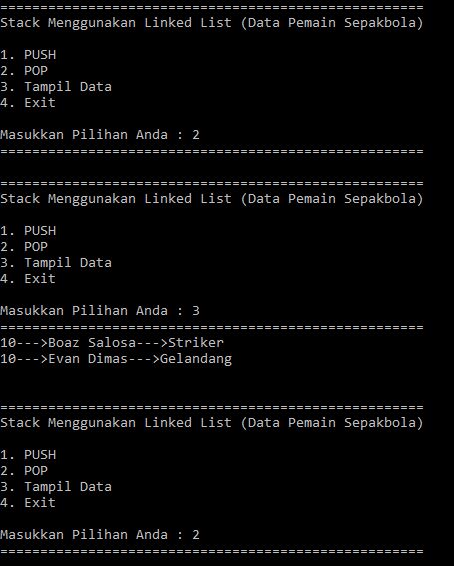 =====================================================
Stack Menggunakan Linked List (Data Pemain Sepakbola)
1. PUSH
2. POP
3. Tampil Data
4. Exit
Masukkan Pilihan Anda : 2
=====================================================
=====================================================
Stack Menggunakan Linked List (Data Pemain Sepakbola)
1. PUSH
2. POP
3. Tampil Data
4. Exit
Masukkan Pilihan Anda : 3
=====================================================
10--->Boaz Salosa--->Striker
10--->Evan Dimas--->Gelandang
=====================================================
Stack Menggunakan Linked List (Data Pemain Sepakbola)
1. PUSH
2. POP
3. Tampil Data
4. Exit
Masukkan Pilihan Anda : 2
=====================================================